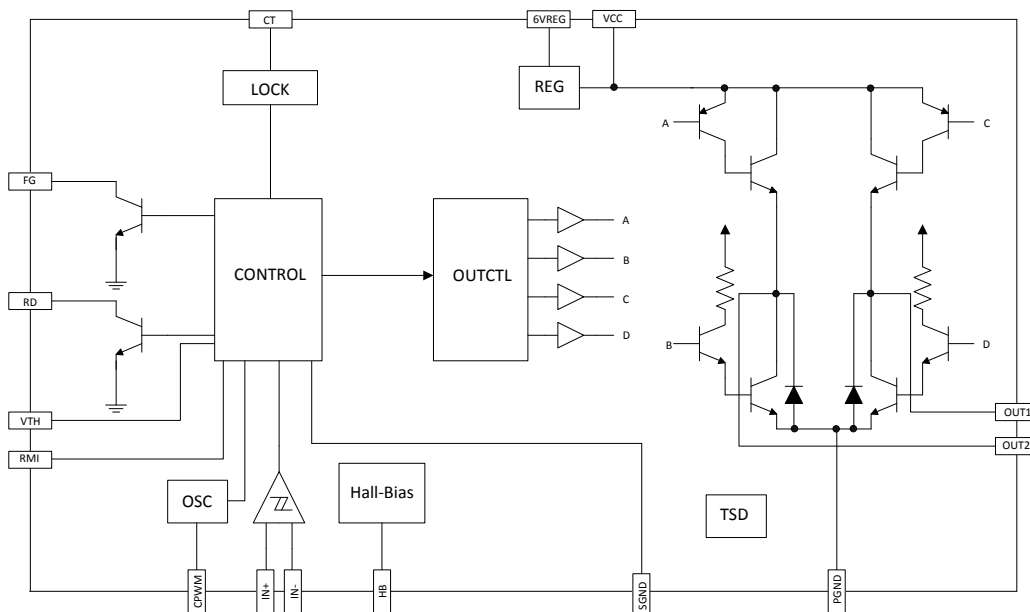 CT
6VREG
VCC
LOCK
REG
A
C
FG
CONTROL
OUTCTL
A
B
C
D
RD
B
D
VTH
RMI
OUT1
OUT2
OSC
Hall-Bias
TSD
CPWM
IN+
IN-
HB
SGND
PGND